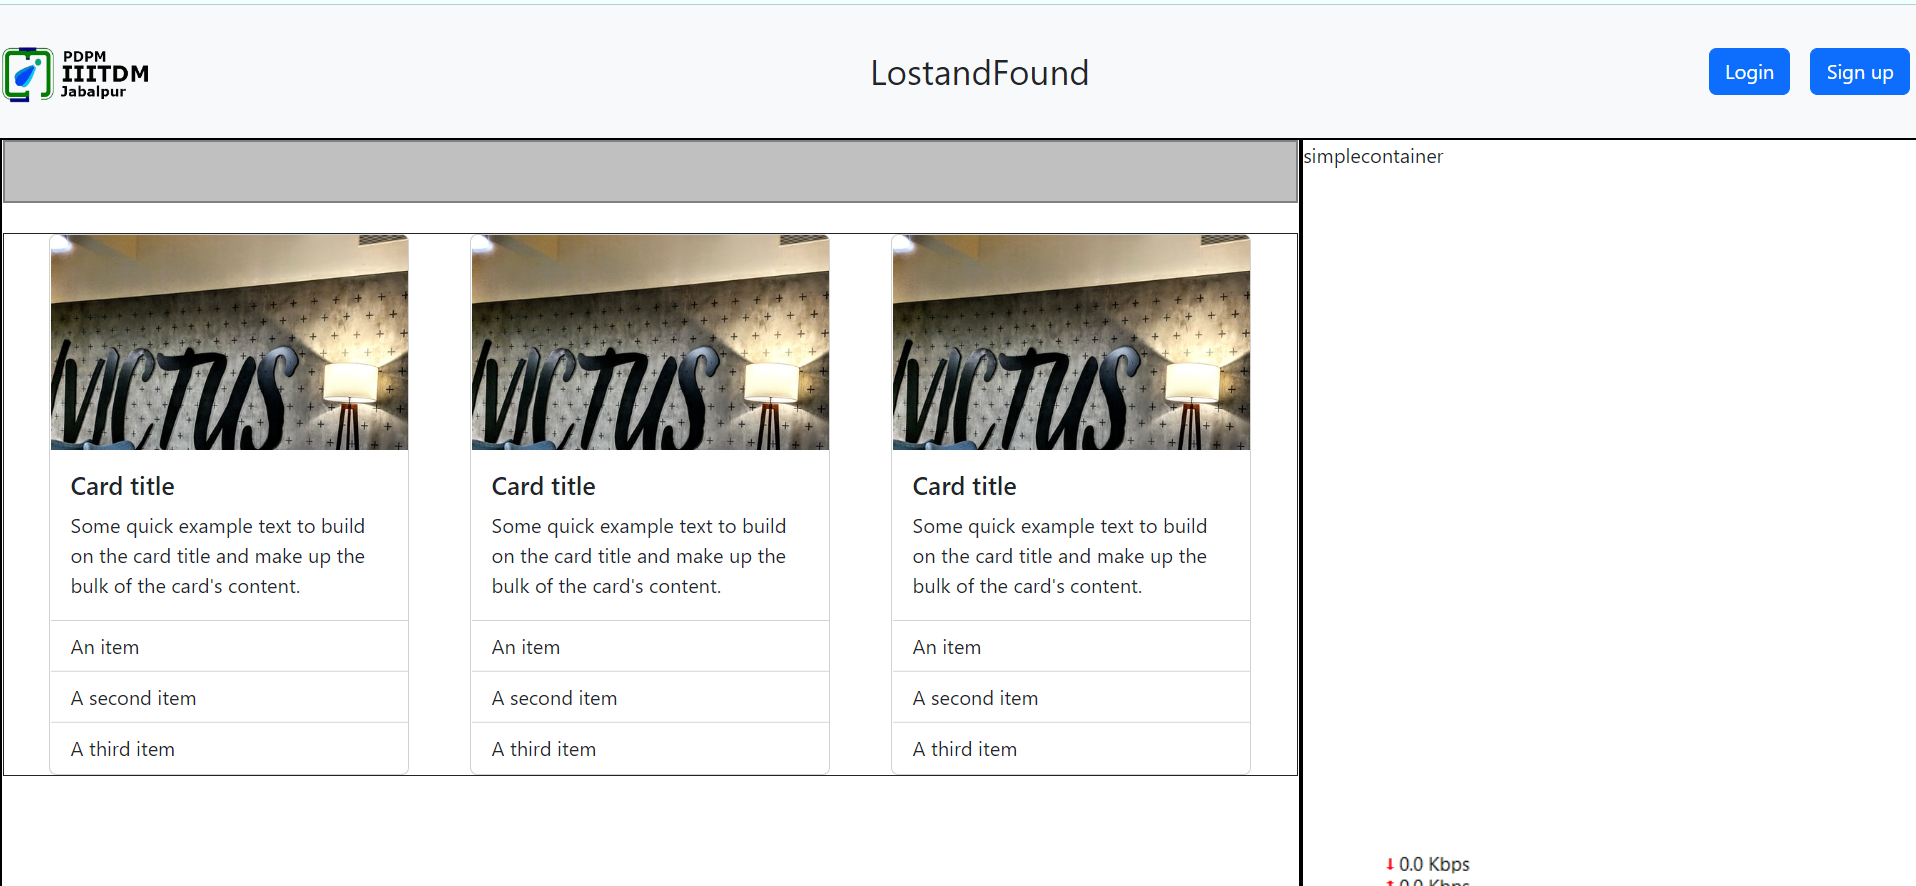 PDPM
IIITDM
Jabalpur
LostandFound
Login
Sign up
simplecontainer
VICTUS
Card title
Some quick example text to build
on the card title and make up the
bulk of the card's content.
An item
A second item
A third item
VICTUS
Card title
Some quick example text to build
on the card title and make up the
bulk of the card's content.
An item
A second item
A third item
VICTUS
Card title
Some quick example text to build
on the card title and make up the
bulk of the card's content.
An item
A second item
A third item
↓ 0.0 Kbps
↑ 0.0 Kbps